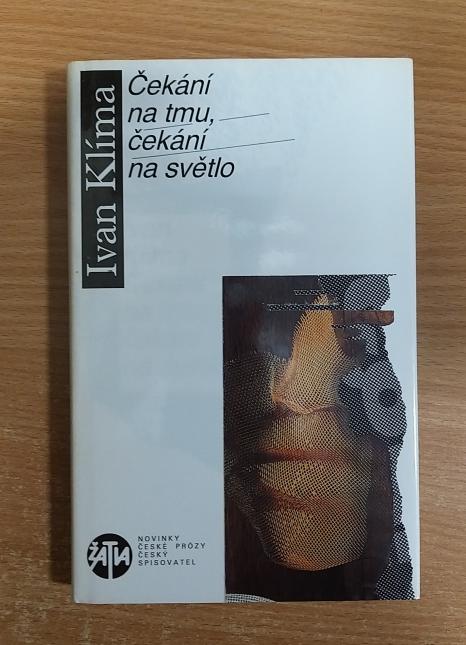 Ivan Klíma
Čekání
na tmu,
čekání
na světlo
ŽATVA
NOVINKY
ČESKÉ PRÓZY
ČESKÝ
SPISOVATEL